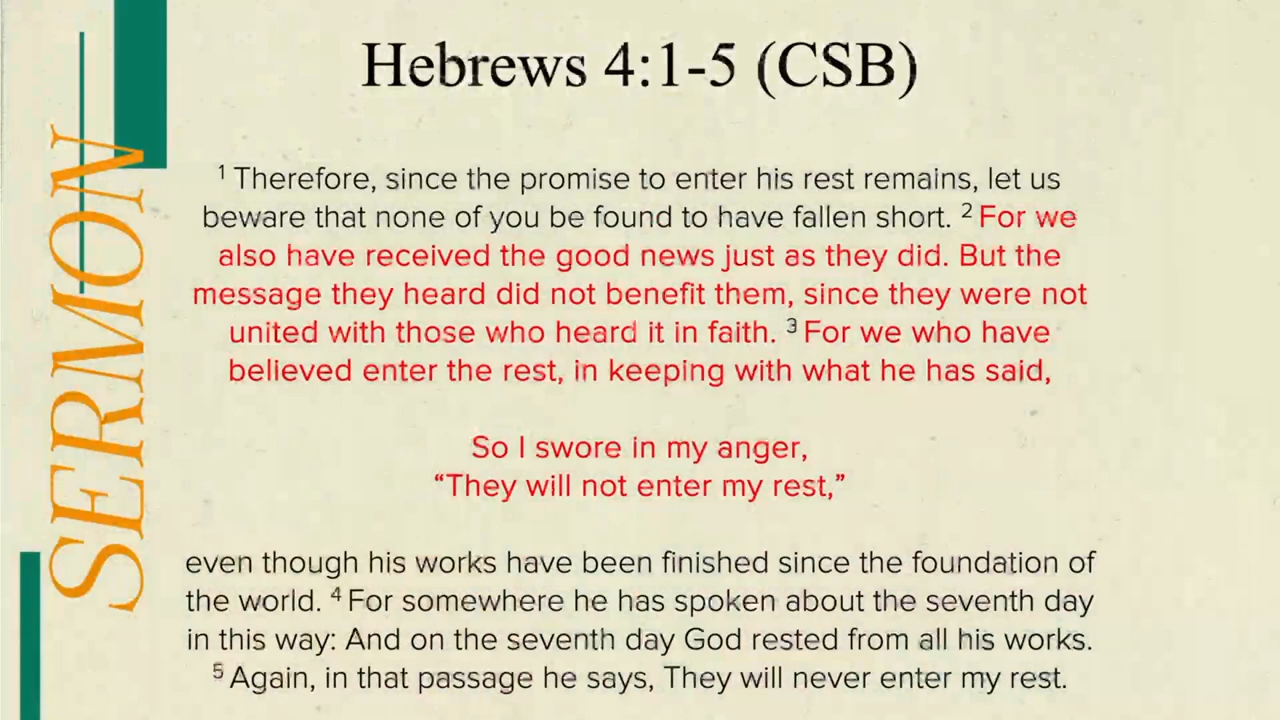 Hebrews 4:1-5 (CSB)
SERMON
¹ Therefore, since the promise to enter his rest remains, let us
beware that none of you be found to have fallen short. ² For we
also have received the good news just as they did. But the
message they heard did not benefit them, since they were not
united with those who heard it in faith. ³ For we who have
believed enter the rest, in keeping with what he has said,
So I swore in my anger,
“They will not enter my rest,”
even though his works have been finished since the foundation of
the world. ⁴ For somewhere he has spoken about the seventh day
in this way: And on the seventh day God rested from all his works.
⁵ Again, in that passage he says, They will never enter my rest.